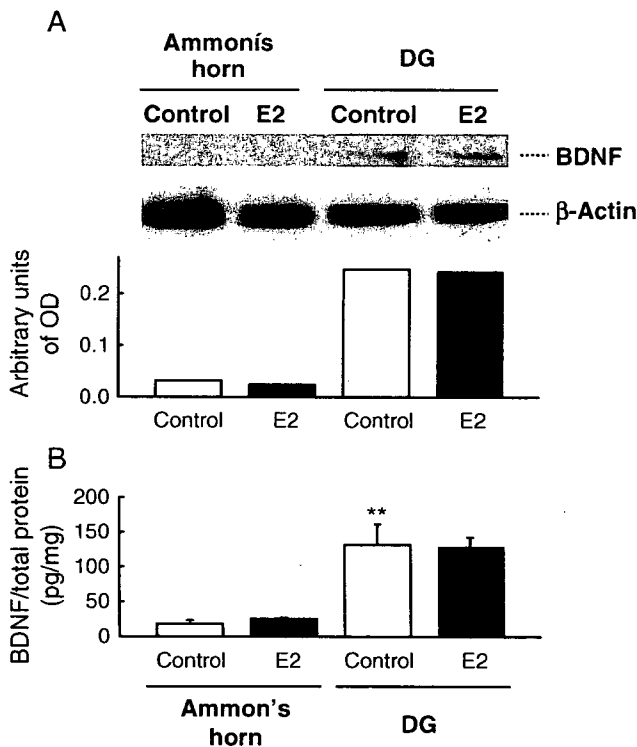 A
Ammonís
horn
DG
Control E2 Control E2
BDNF
β-Actin
Arbitrary units
of OD
0.2
0.1
0.0
Control E2 Control E2
B
BDNF/total protein
(pg/mg)
200
150
100
50
0
**
Control E2 Control E2
Ammon's
horn
DG